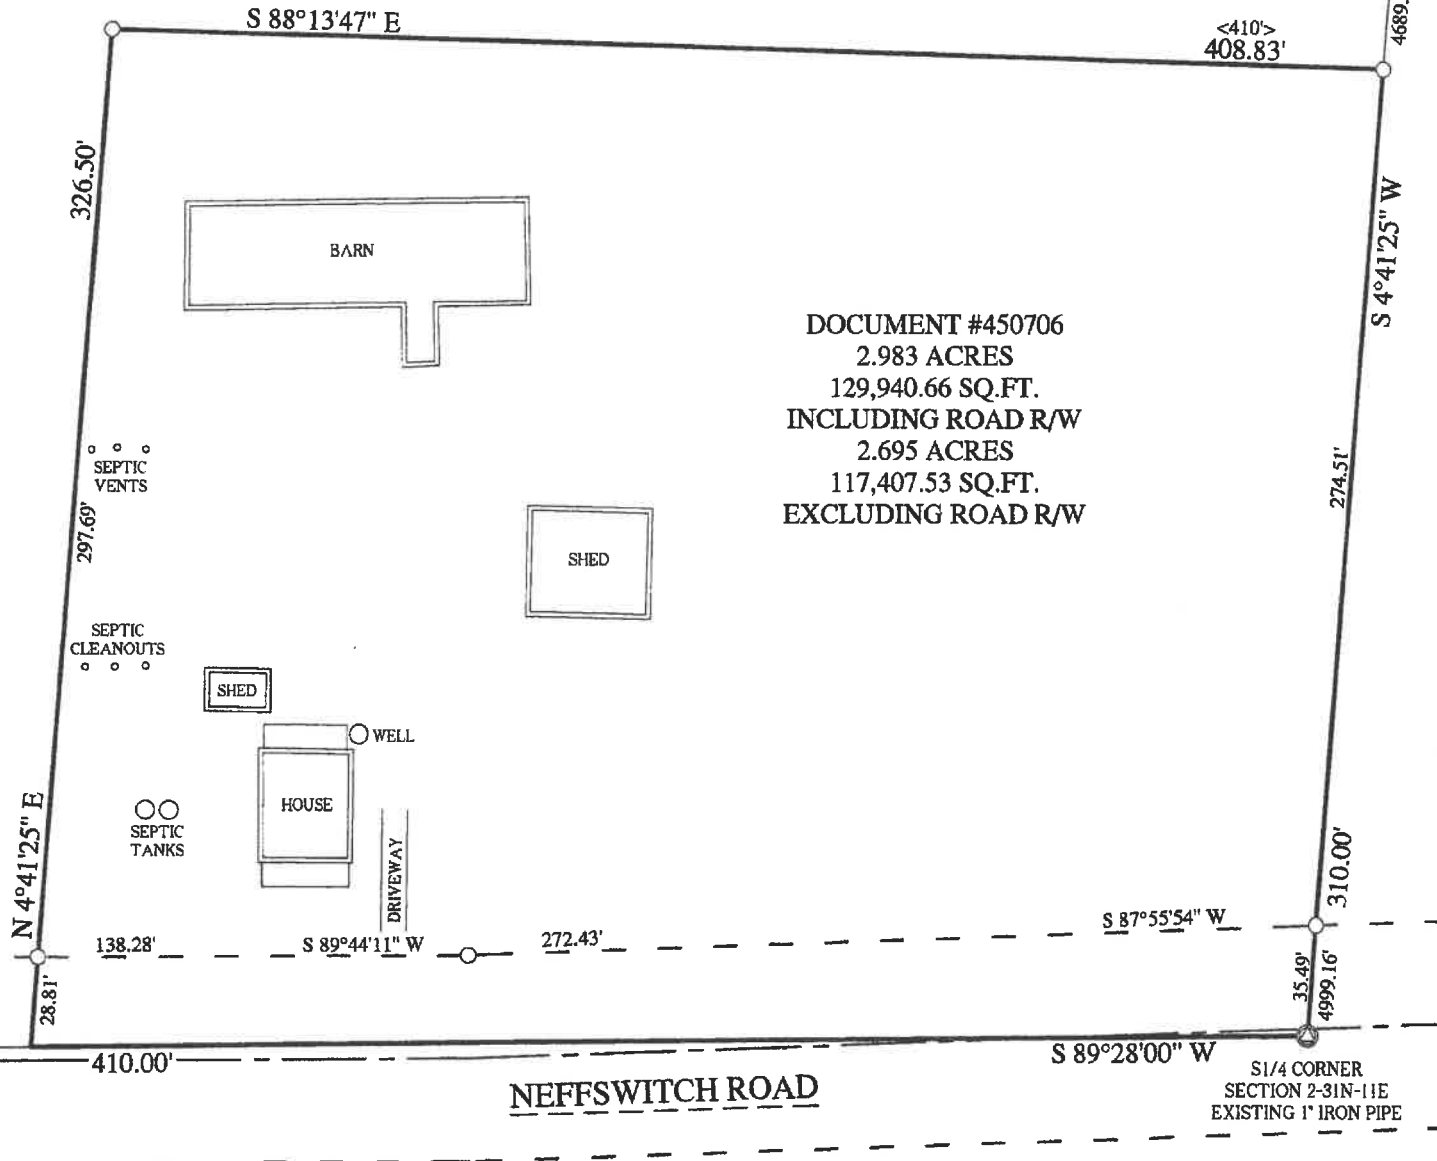 S 88°13'47" E
<410'>
408.83'
4689.
326.50'
S 4°41'25" W
BARN
DOCUMENT #450706
2.983 ACRES
129,940.66 SQ.FT.
INCLUDING ROAD R/W
2.695 ACRES
117,407.53 SQ.FT.
EXCLUDING ROAD R/W
SEPTIC
VENTS
297.69'
274.51'
SHED
SEPTIC
CLEANOUTS
SHED
WELL
HOUSE
SEPTIC
TANKS
DRIVEWAY
N 4°41'25" E
310.00'
138.28'
S 89°44'11" W
272.43'
S 87°55'54" W
28.81'
35.49'
4999.16'
410.00'
S 89°28'00" W
NEFFSWITCH ROAD
S1/4 CORNER
SECTION 2-31N-11E
EXISTING 1" IRON PIPE